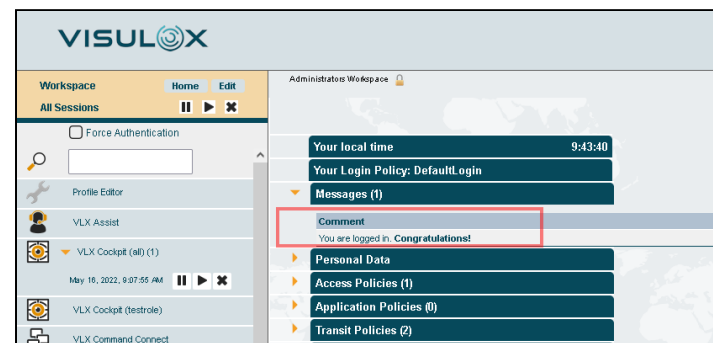 VISULOX
Workspace Home Edit
All Sessions
Force Authentication
Profile Editor
VLX Assist
VLX Cockpit (all) (1)
May 16, 2022, 9:07:55 AM
VLX Cockpit (testrole)
VLX Command Connect
Administrators Workspace
Your local time 9:43:40
Your Login Policy: DefaultLogin
Messages (1)
Comment
You are logged in. Congratulations!
Personal Data
Access Policies (1)
Application Policies (0)
Transit Policies (2)